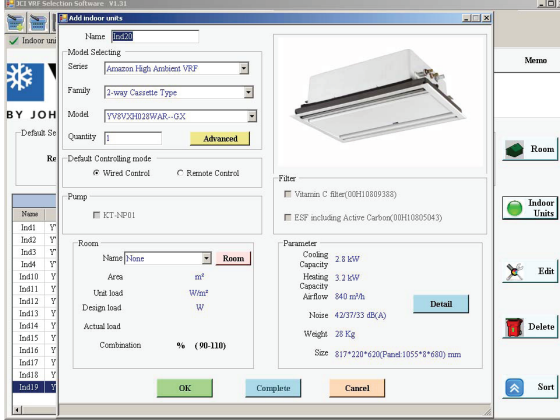 JCI VRF Selection Software V1.31
Add indoor units
Indoor uni
Memo
Name Ind20
Model Selecting
Series Amazon High Ambient VRF
Family 2-way Cassette Type
Model YV8VXH028WAR--GX
Quantity 1 Advanced
BY JOH
Default Se
Default Controlling mode
Wired Control Remote Control
Pump
KT-NP01
Filter
Vitamin C filter(00H10809388)
ESF including Active Carbon(00H10805043)
Room
Name None Room
Area m²
Unit load W/m²
Design load W
Actual load
Combination % ( 90-110)
Parameter
Cooling Capacity 2.8 kW
Heating Capacity 3.2 kW
Airflow 840 m³/h
Noise 42/37/33 dB(A)
Weight 28 Kg
Size 817*220*620(Panel:1055*8*680) mm
Detail
OK Complete Cancel
Name
Ind1
Ind2
Ind3
Ind4
Ind10
Ind11
Ind12
Ind13
Ind14
Ind15
Ind16
Ind17
Ind18
Ind19
Room
Indoor
Units
Edit
Delete
Sort